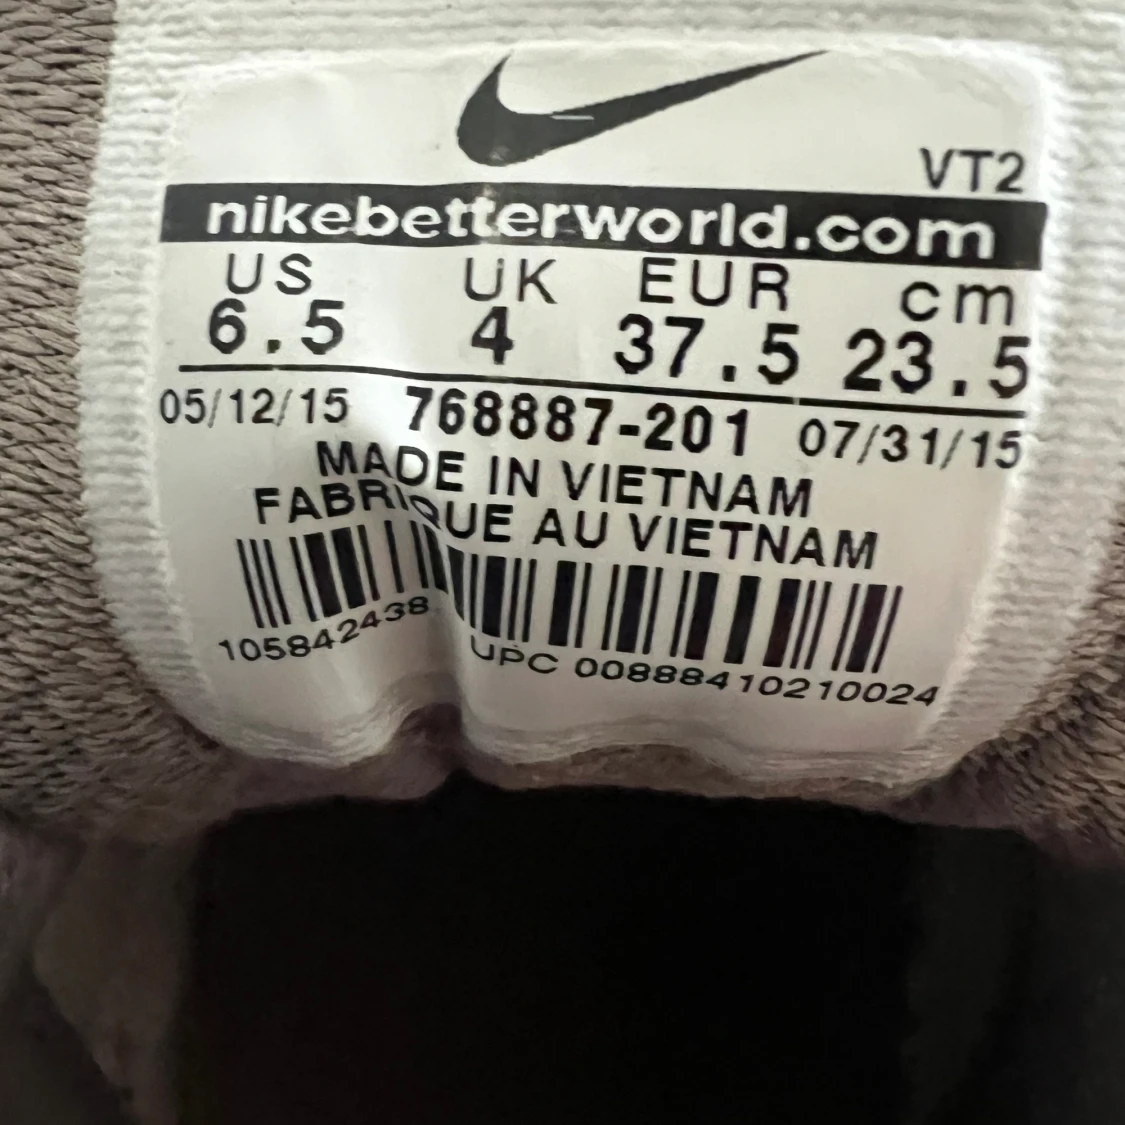 VT2
nikebetterworld.com
US UK EUR cm
6.5 4 37.5 23.5
05/12/15 768887-201 07/31/15
MADE IN VIETNAM
FABRIQUE AU VIETNAM
105842438 UPC 00888410210024